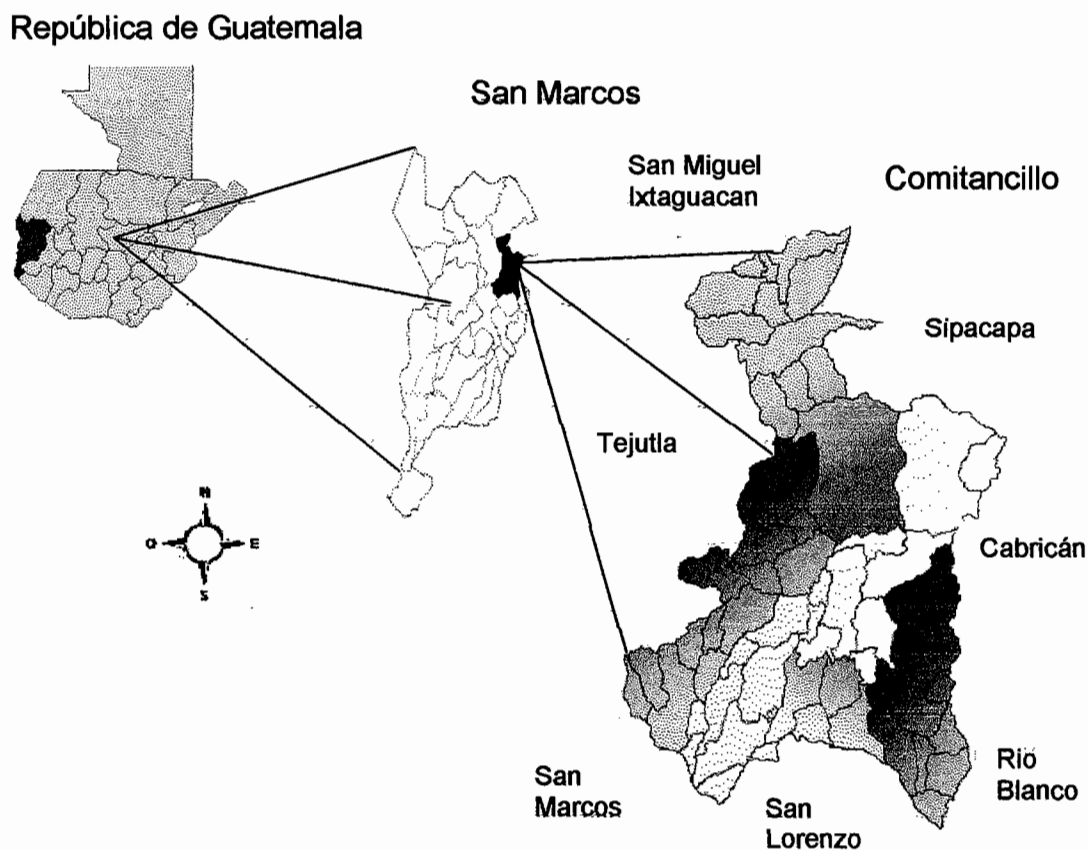 República de Guatemala
San Marcos
San Miguel
Ixtaguacan
Comitancillo
Sipacapa
Tejutla
N
O E
S
Cabricán
San
Marcos
San
Lorenzo
Rio
Blanco